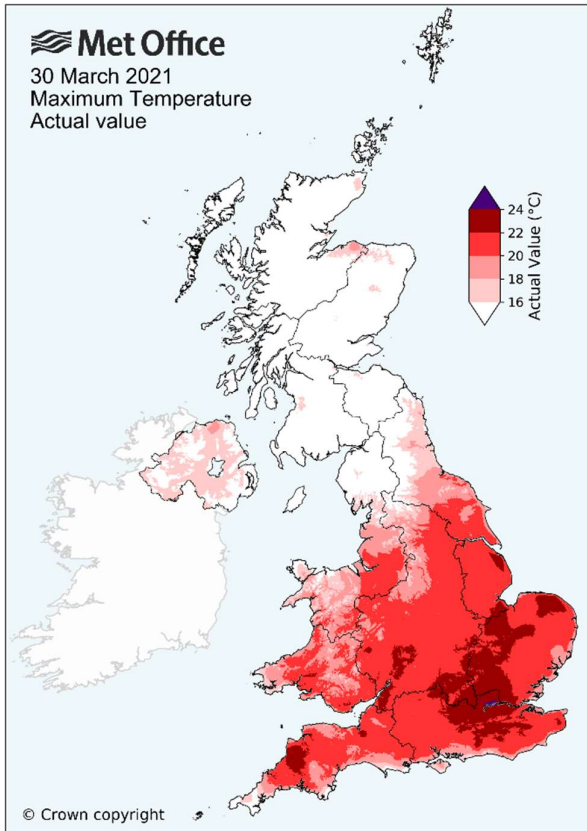 Met Office
30 March 2021
Maximum Temperature
Actual value
24
22
20
18
16
Actual Value (°C)
© Crown copyright